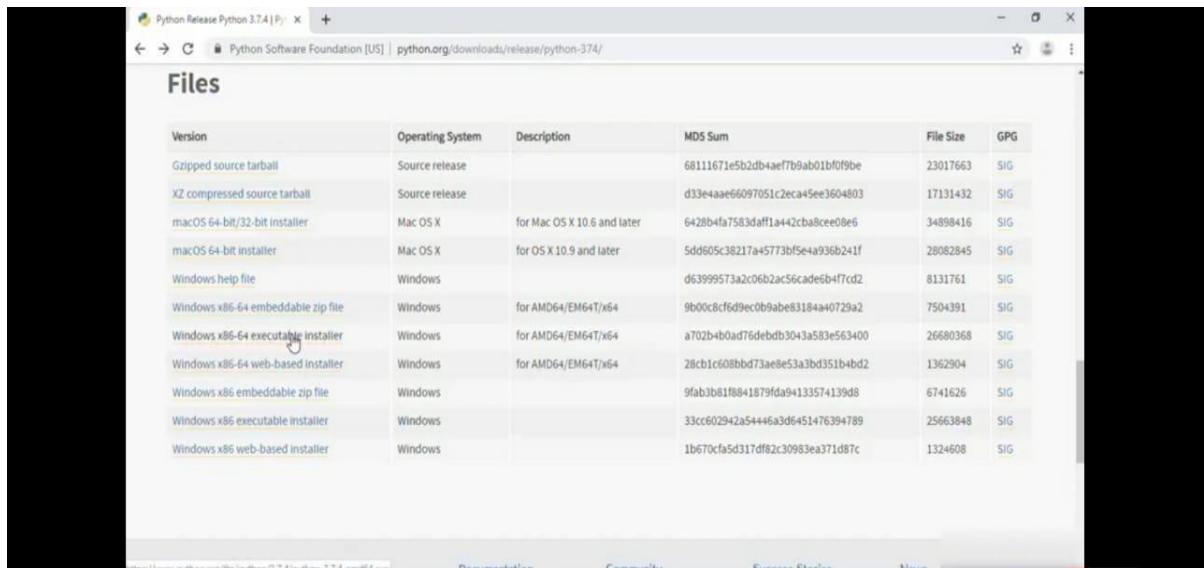 Python Release Python 3.7.4 | Py
Python Software Foundation [US] | python.org/downloads/release/python-374/
Files
Version Operating System Description MD5 Sum File Size GPG
Gzipped source tarball Source release 68111671e5b2db4aef7b9ab01bf0f9be 23017663 SIG
XZ compressed source tarball Source release d33e4aae66097051c2eca45ee3604803 17131432 SIG
macOS 64-bit/32-bit installer Mac OS X for Mac OS X 10.6 and later 6428b4fa7583daff1a442cba8cee08e6 34898416 SIG
macOS 64-bit installer Mac OS X for OS X 10.9 and later 5dd605c38217a45773bf5e4a936b241f 28082845 SIG
Windows help file Windows d63999573a2c06b2ac56cade6b4f7cd2 8131761 SIG
Windows x86-64 embeddable zip file Windows for AMD64/EM64T/x64 9b00c8cf6d9ec0b9abe83184a40729a2 7504391 SIG
Windows x86-64 executable installer Windows for AMD64/EM64T/x64 a702b4b0ad76debdb3043a583e563400 26680368 SIG
Windows x86-64 web-based installer Windows for AMD64/EM64T/x64 28cb1c608bbd73ae8e53a3bd351b4bd2 1362904 SIG
Windows x86 embeddable zip file Windows 9fab3b81f8841879fda94133574139d8 6741626 SIG
Windows x86 executable installer Windows 33cc602942a54446a3d6451476394789 25663848 SIG
Windows x86 web-based installer Windows 1b670cfa5d317df82c30983ea371d87c 1324608 SIG
Documentation Community Success Stories News